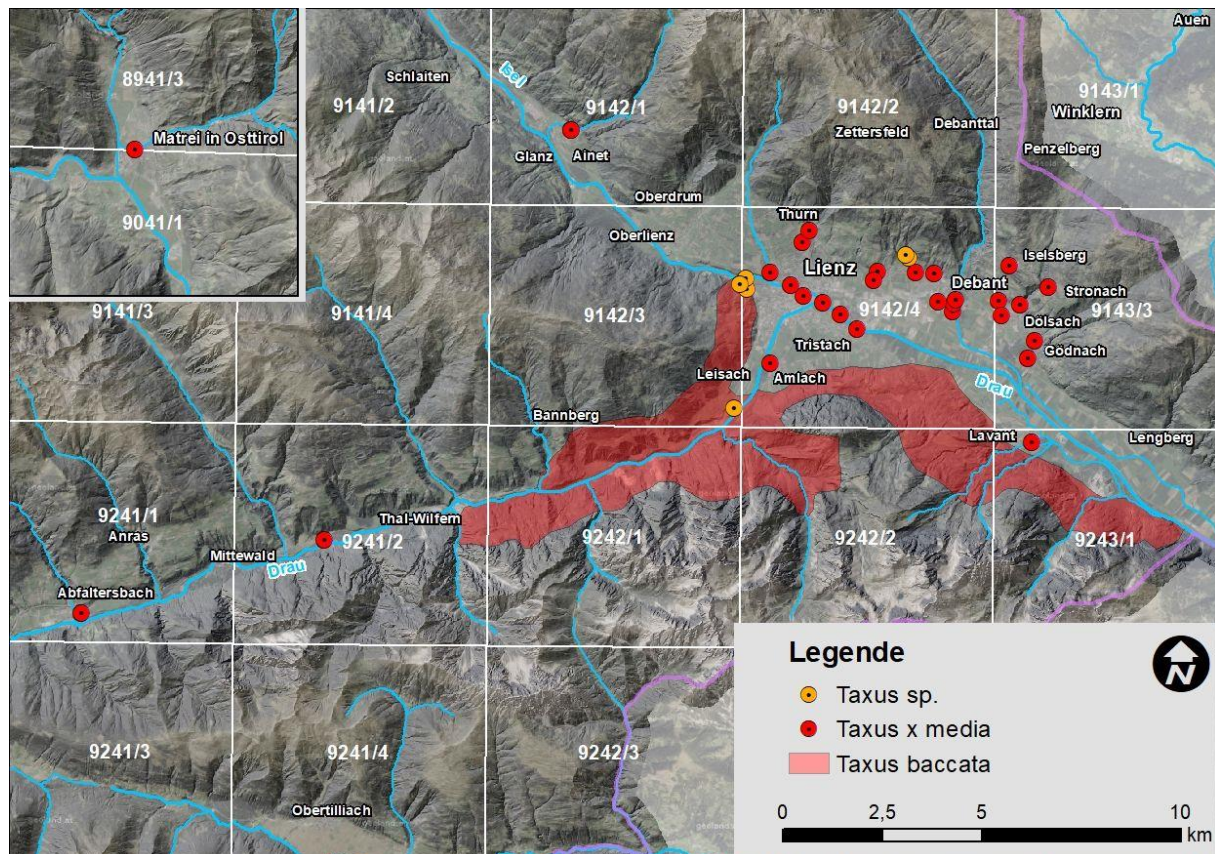 8941/3
Matrei in Osttirol
9041/1
Auen
Schlaiten
Isel
9141/2
9142/1
9142/2
9143/1
Winklern
Zettersfeld
Debanttal
Penzelberg
Glanz
Ainet
Oberdrum
Thurn
Oberlienz
Lienz
Iselsberg
Debant
Stronach
9141/3
9141/4
9142/3
9142/4
9143/3
Dölsach
Tristach
Gödnach
Leisach
Amlach
Drau
Bannberg
Lavant
Lengberg
9241/1
Anras
Thal-Wilfern
9241/2
9242/1
9242/2
9243/1
Mittewald
Drau
Abfaltersbach
9241/3
9241/4
9242/3
Obertilliach
Legende
N
Taxus sp.
Taxus x media
Taxus baccata
0 2,5 5 10
km